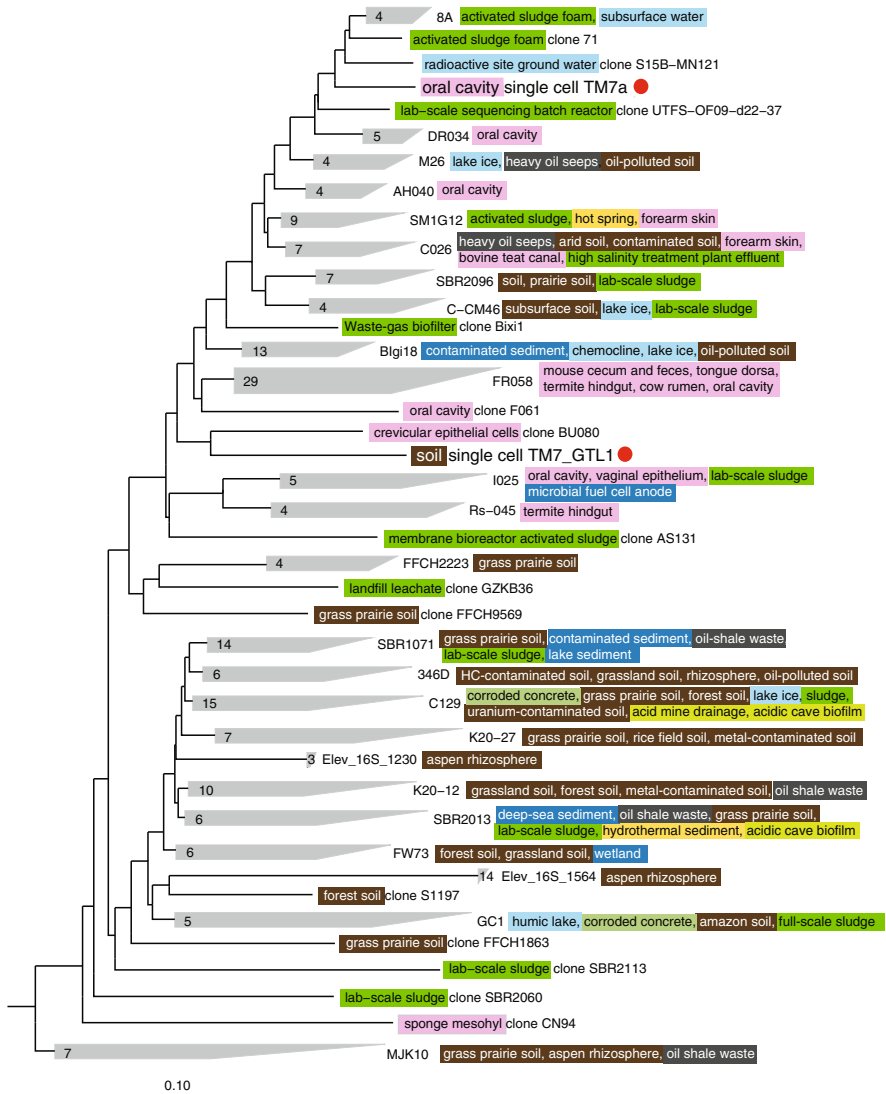 4 8A activated sludge foam, subsurface water
activated sludge foam clone 71
radioactive site ground water clone S15B−MN121
oral cavity single cell TM7a
lab−scale sequencing batch reactor clone UTFS−OF09−d22−37
5 DR034 oral cavity
4 M26 lake ice, heavy oil seeps oil−polluted soil
4 AH040 oral cavity
9 SM1G12 activated sludge, hot spring, forearm skin
7 C026 heavy oil seeps, arid soil, contaminated soil, forearm skin,
bovine teat canal, high salinity treatment plant effluent
7 SBR2096 soil, prairie soil, lab−scale sludge
4 C−CM46 subsurface soil, lake ice, lab−scale sludge
Waste−gas biofilter clone Bixi1
13 BIgi18 contaminated sediment, chemocline, lake ice, oil−polluted soil
29 FR058 mouse cecum and feces, tongue dorsa,
termite hindgut, cow rumen, oral cavity
oral cavity clone F061
crevicular epithelial cells clone BU080
soil single cell TM7_GTL1
5 I025 oral cavity, vaginal epithelium, lab−scale sludge
microbial fuel cell anode
4 Rs−045 termite hindgut
membrane bioreactor activated sludge clone AS131
4 FFCH2223 grass prairie soil
landfill leachate clone GZKB36
grass prairie soil clone FFCH9569
14 SBR1071 grass prairie soil, contaminated sediment, oil−shale waste,
lab−scale sludge, lake sediment
6 346D HC−contaminated soil, grassland soil, rhizosphere, oil−polluted soil
15 C129 corroded concrete, grass prairie soil, forest soil, lake ice, sludge,
uranium−contaminated soil, acid mine drainage, acidic cave biofilm
7 K20−27 grass prairie soil, rice field soil, metal−contaminated soil
3 Elev_16S_1230 aspen rhizosphere
10 K20−12 grassland soil, forest soil, metal−contaminated soil, oil shale waste
6 SBR2013 deep−sea sediment, oil shale waste, grass prairie soil,
lab−scale sludge, hydrothermal sediment, acidic cave biofilm
6 FW73 forest soil, grassland soil, wetland
14 Elev_16S_1564 aspen rhizosphere
forest soil clone S1197
5 GC1 humic lake, corroded concrete, amazon soil, full−scale sludge
grass prairie soil clone FFCH1863
lab−scale sludge clone SBR2113
lab−scale sludge clone SBR2060
sponge mesohyl clone CN94
7 MJK10 grass prairie soil, aspen rhizosphere, oil shale waste
0.10